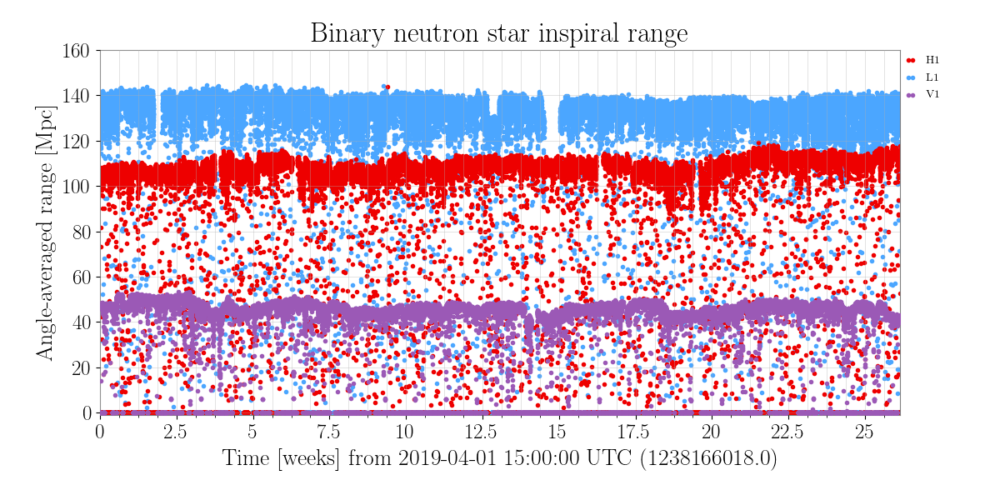 Binary neutron star inspiral range
160
140
120
100
80
60
40
20
0
Angle-averaged range [Mpc]
0 2.5 5 7.5 10 12.5 15 17.5 20 22.5 25
Time [weeks] from 2019-04-01 15:00:00 UTC (1238166018.0)
H1
L1
V1